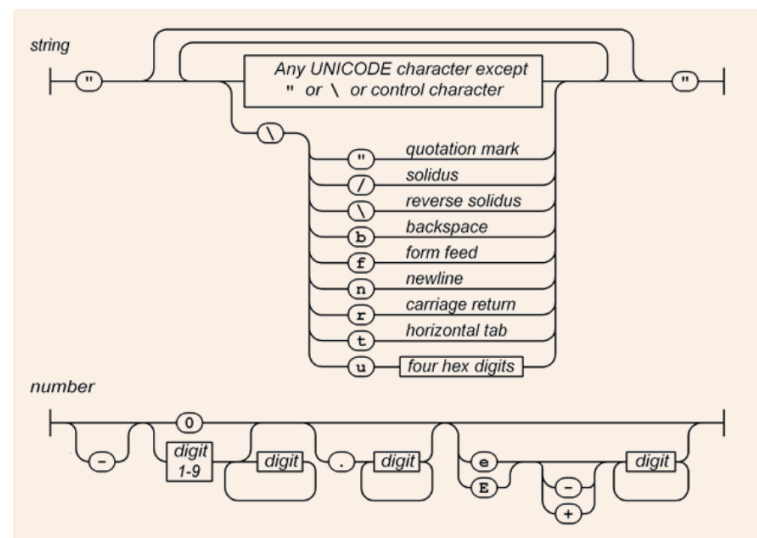 string
"
Any UNICODE character except
" or \ or control character
"
\
" quotation mark
/ solidus
\ reverse solidus
b backspace
f form feed
n newline
r carriage return
t horizontal tab
u four hex digits
number
0
-
digit
1-9
digit
.
digit
e
E
-
+
digit